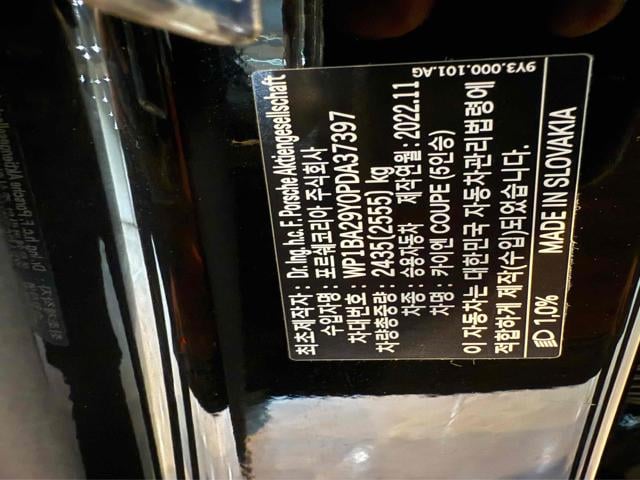 최초제작자 : Dr. Ing. h.c. F. Porsche Aktiengesellschaft
수입자명 : 포르쉐코리아 주식회사
차대번호 : WP1BA29Y0PDA37397
차량총중량: 2435(2555) kg
차종 : 승용자동차 제작연월: 2022.11
차명 : 카이엔 COUPE (5인승)
이 자동차는 대한민국 자동차관리법령에
적합하게 제작(수입)되었습니다.
1,0% MADE IN SLOVAKIA
9Y3.000.101.AG